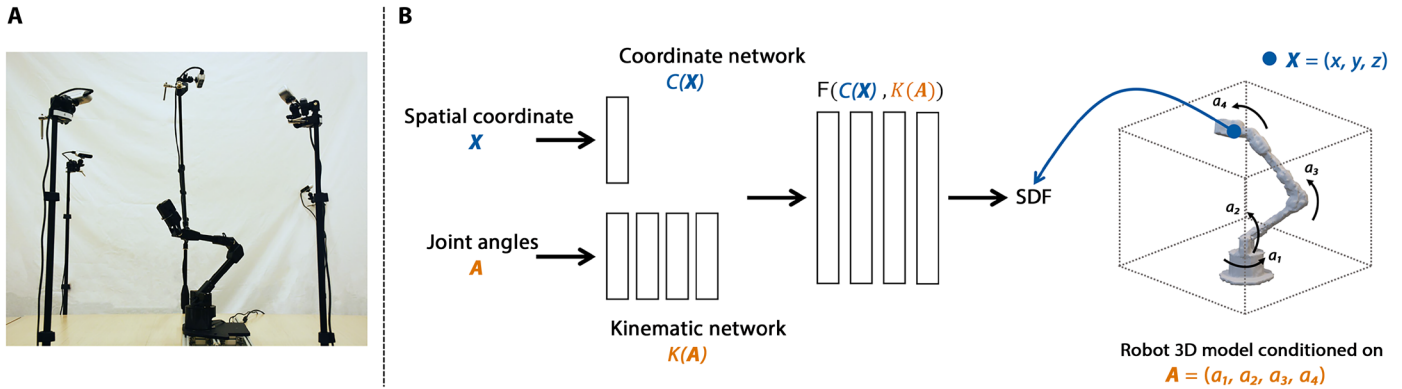 A
B
Coordinate network
C(X)
Spatial coordinate
X
Joint angles
A
Kinematic network
K(A)
F(C(X) , K(A))
SDF
X = (x, y, z)
a4
a3
a2
a1
Robot 3D model conditioned on
A = (a1, a2, a3, a4)